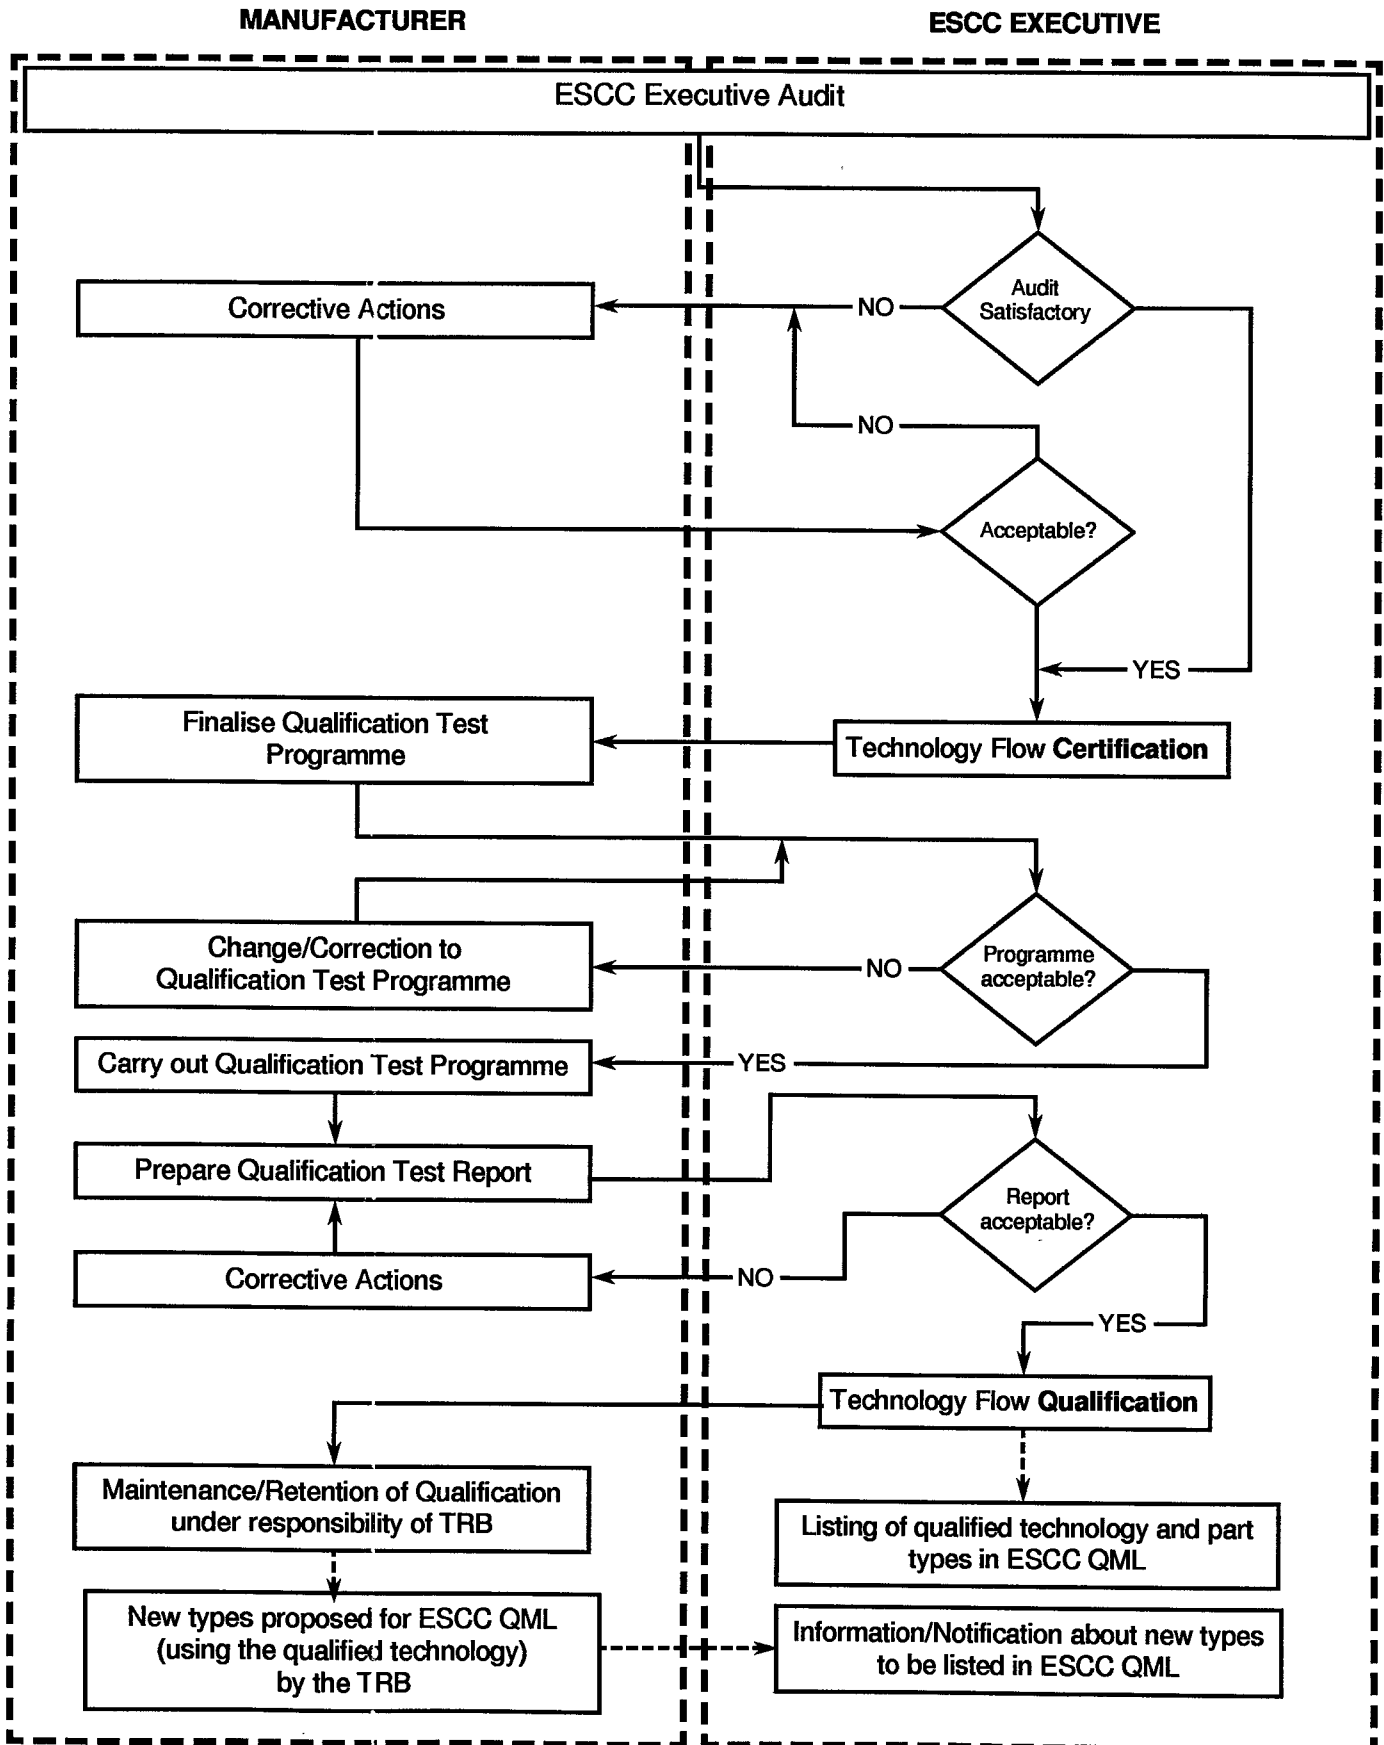 MANUFACTURER
ESCC EXECUTIVE
ESCC Executive Audit
Audit
Satisfactory
NO
Corrective Actions
NO
Acceptable?
YES
Finalise Qualification Test
Programme
Technology Flow Certification
Change/Correction to
Qualification Test Programme
NO
Programme
acceptable?
Carry out Qualification Test Programme
YES
Prepare Qualification Test Report
Report
acceptable?
Corrective Actions
NO
YES
Technology Flow Qualification
Maintenance/Retention of Qualification
under responsibility of TRB
Listing of qualified technology and part
types in ESCC QML
New types proposed for ESCC QML
(using the qualified technology)
by the TRB
Information/Notification about new types
to be listed in ESCC QML